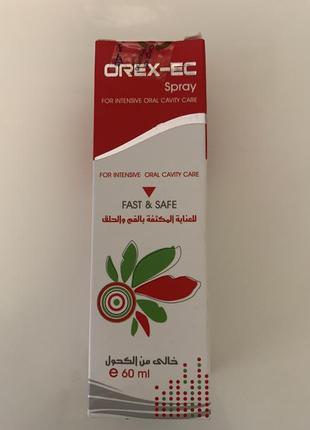 OREX-EC
Spray
FOR INTENSIVE ORAL CAVITY CARE
FOR INTENSIVE ORAL CAVITY CARE
FAST & SAFE
للعناية المكثفة بالفم والحلق
خالى من الكحول
e 60 ml